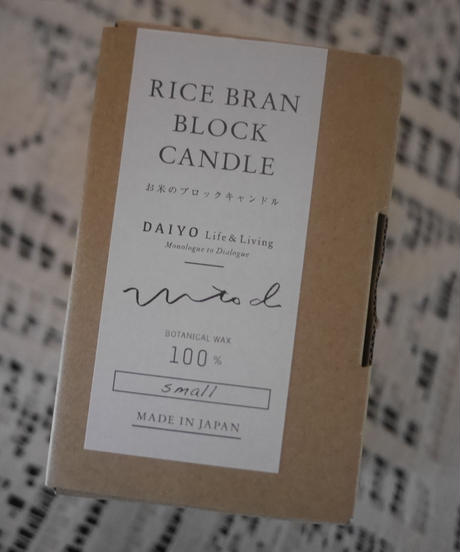 RICE BRAN
BLOCK
CANDLE
お米のブロックキャンドル
DAIYO Life & Living
Monologue to Dialogue
BOTANICAL WAX
100 %
small
MADE IN JAPAN